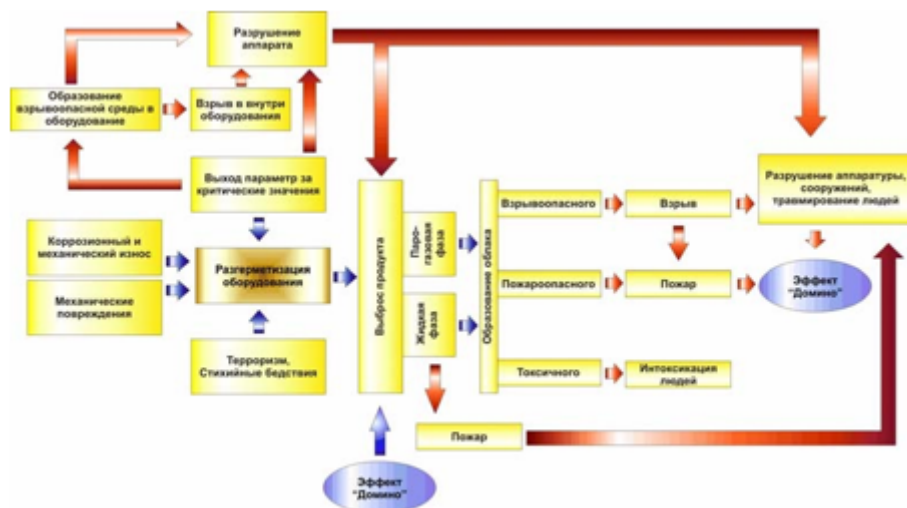 Разрушение
аппарата
Образование
взрывоопасной среды в
оборудование
Взрыв в внутри
оборудования
Выход параметр за
критические значения
Коррозионный и
механический износ
Механические
повреждения
Разгерметизация
оборудования
Терроризм,
Стихийные бедствия
Выброс продукта
Паро-
газовая
фаза
Жидкая
фаза
Образование облака
Взрывоопасного
Взрыв
Разрушение аппаратуры,
сооружений,
травмирование людей
Пожароопасного
Пожар
Эффект
"Домино"
Токсичного
Интоксикация
людей
Пожар
Эффект
"Домино"